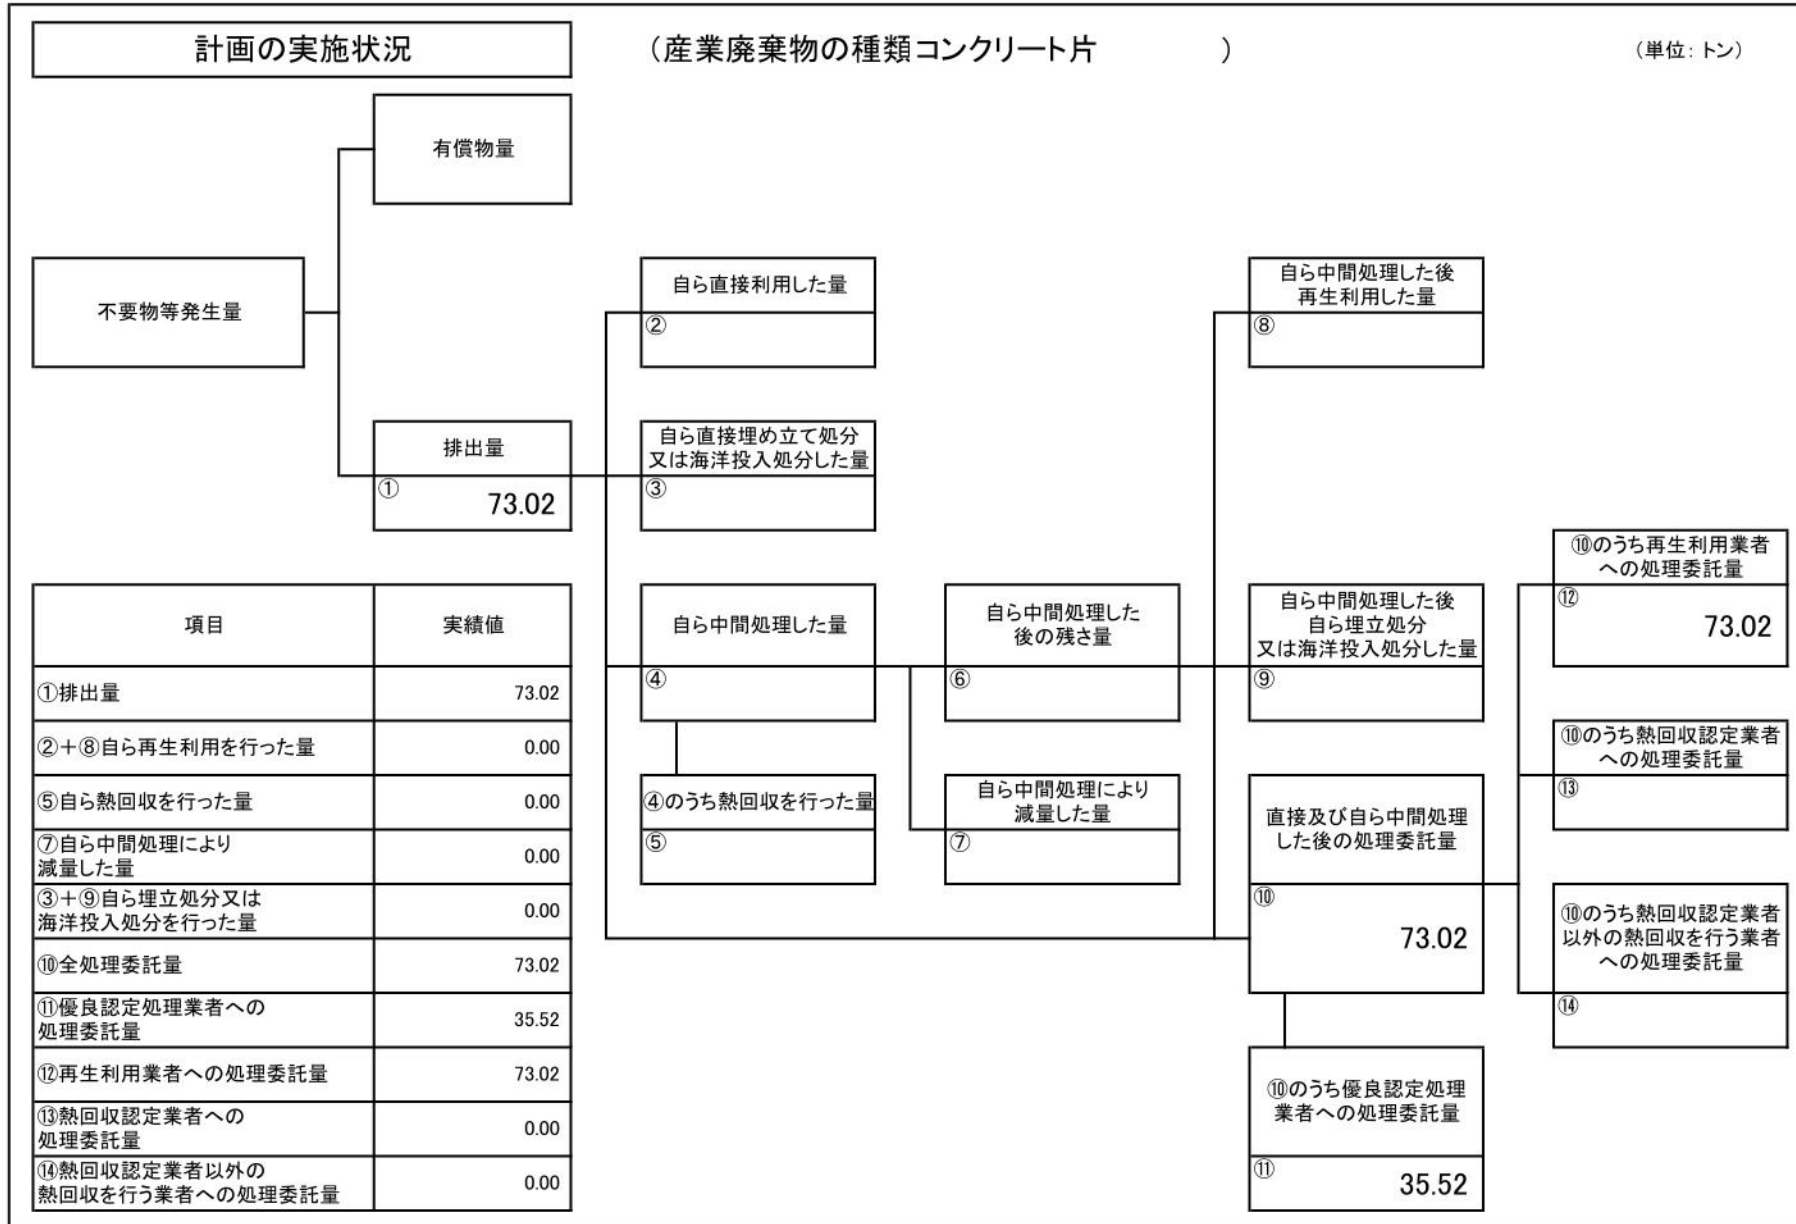 計画の実施状況
（産業廃棄物の種類コンクリート片　　　）
（単位：トン）
有償物量
不要物等発生量
自ら直接利用した量
②
自ら中間処理した後
再生利用した量
⑧
排出量
①
73.02
自ら直接埋め立て処分
又は海洋投入処分した量
③
⑩のうち再生利用業者
への処理委託量
⑫
73.02
自ら中間処理した量
④
自ら中間処理した
後の残さ量
⑥
自ら中間処理した後
自ら埋立処分
又は海洋投入処分した量
⑨
⑩のうち熱回収認定業者
への処理委託量
⑬
④のうち熱回収を行った量
⑤
自ら中間処理により
減量した量
⑦
直接及び自ら中間処理
した後の処理委託量
⑩
73.02
⑩のうち熱回収認定業者
以外の熱回収を行う業者
への処理委託量
⑭
⑩のうち優良認定処理
業者への処理委託量
⑪
35.52
項目 実績値
①排出量 73.02
②＋⑧自ら再生利用を行った量 0.00
⑤自ら熱回収を行った量 0.00
⑦自ら中間処理により
減量した量 0.00
③＋⑨自ら埋立処分又は
海洋投入処分を行った量 0.00
⑩全処理委託量 73.02
⑪優良認定処理業者への
処理委託量 35.52
⑫再生利用業者への処理委託量 73.02
⑬熱回収認定業者への
処理委託量 0.00
⑭熱回収認定業者以外の
熱回収を行う業者への処理委託量 0.00